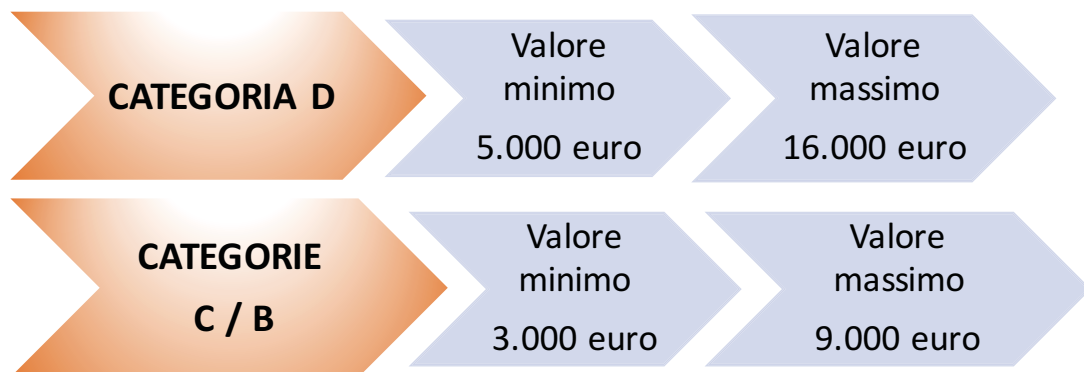 CATEGORIA D
Valore
minimo
5.000 euro
Valore
massimo
16.000 euro
CATEGORIE
C / B
Valore
minimo
3.000 euro
Valore
massimo
9.000 euro